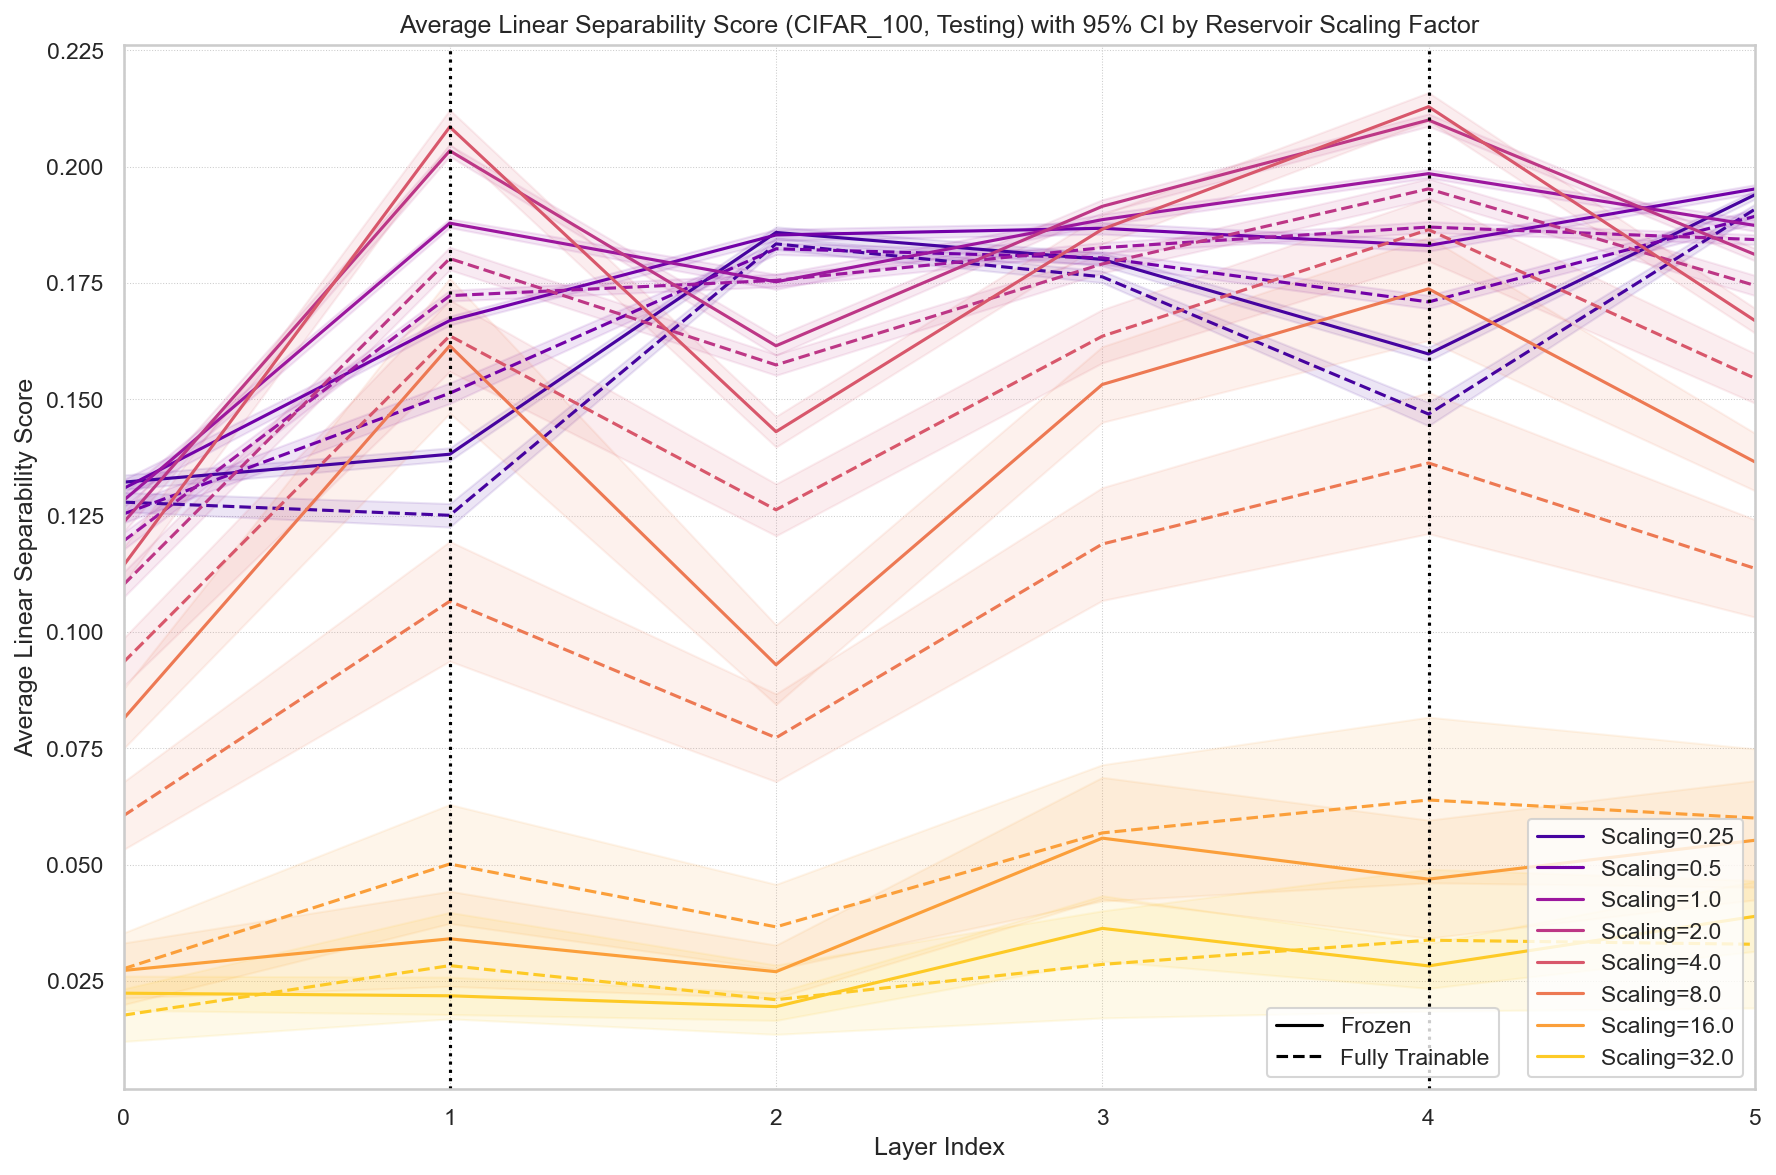 Average Linear Separability Score (CIFAR_100, Testing) with 95% CI by Reservoir Scaling Factor
Average Linear Separability Score
0.225
0.200
0.175
0.150
0.125
0.100
0.075
0.050
0.025
0
1
2
3
4
5
Layer Index
Frozen
Fully Trainable
Scaling=0.25
Scaling=0.5
Scaling=1.0
Scaling=2.0
Scaling=4.0
Scaling=8.0
Scaling=16.0
Scaling=32.0